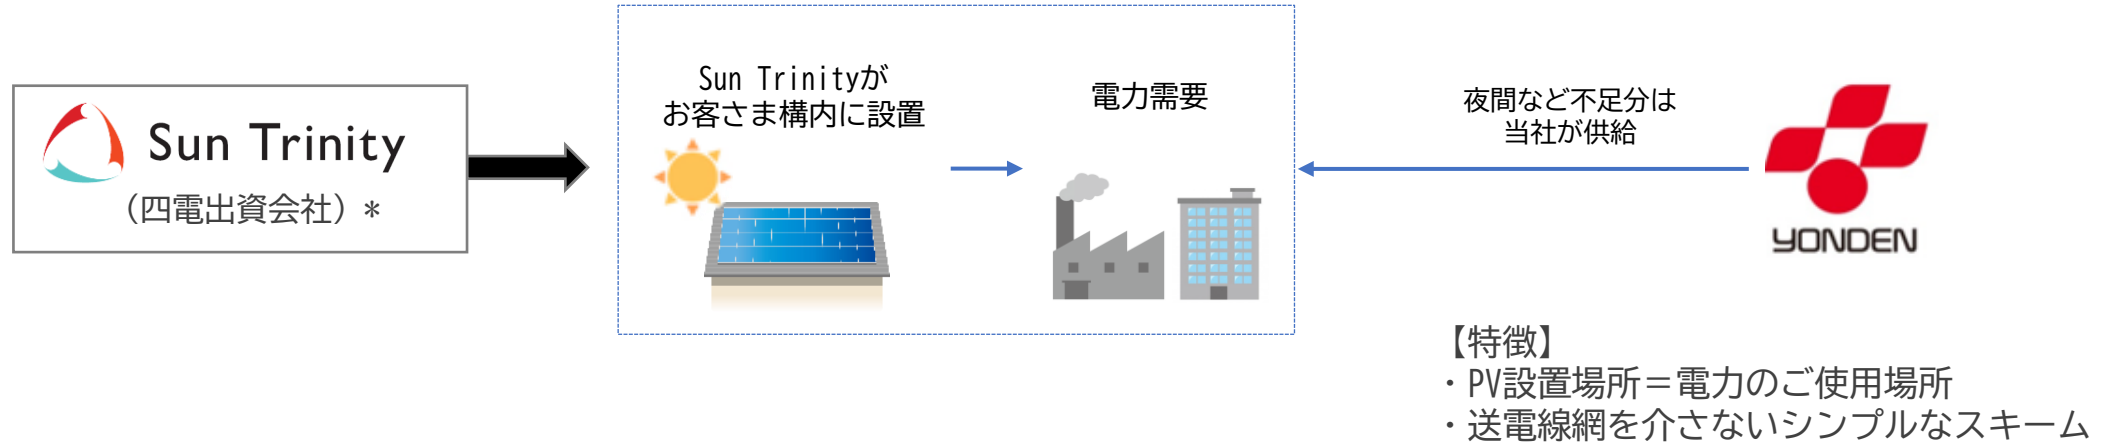 Sun Trinity
（四電出資会社）*
Sun Trinityが
お客さま構内に設置
電力需要
夜間など不足分は
当社が供給
YONDEN
【特徴】
・PV設置場所＝電力のご使用場所
・送電線網を介さないシンプルなスキーム